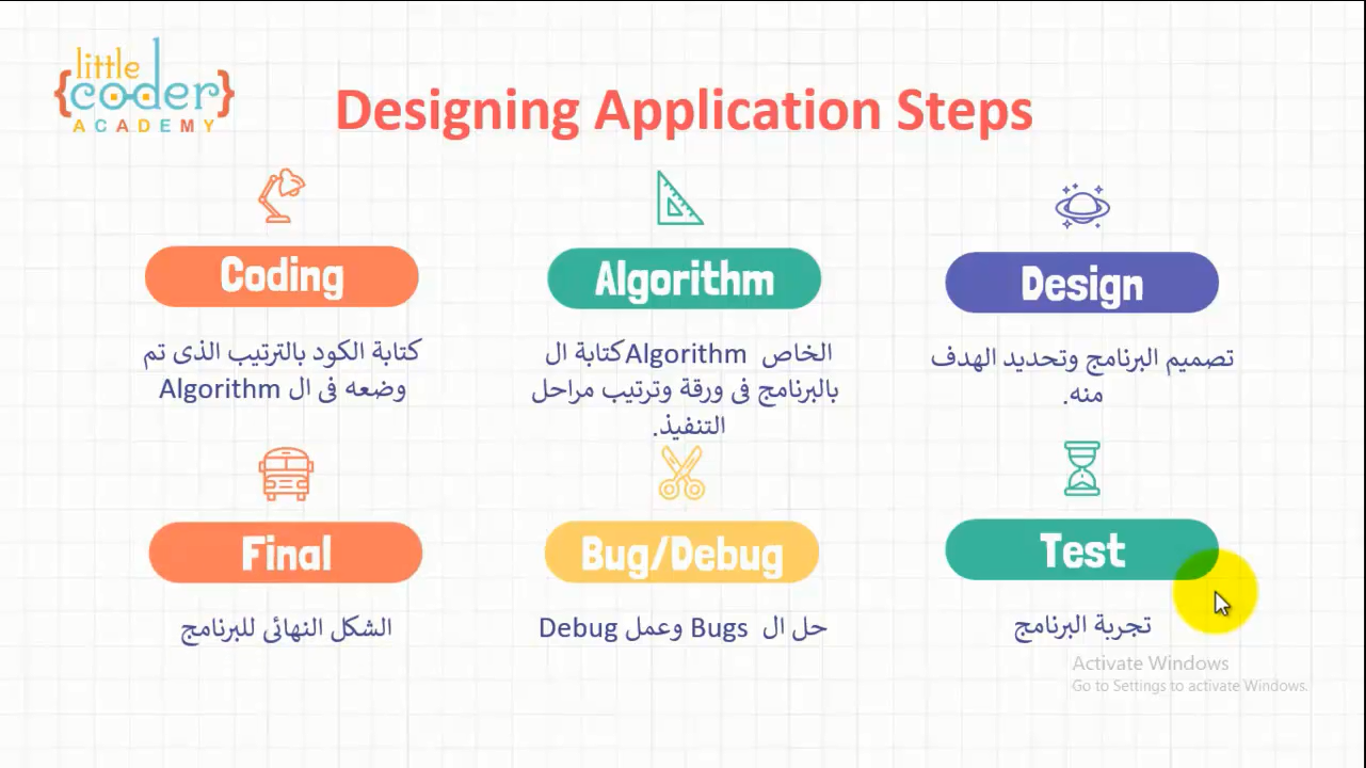 little
{coder}
ACADEMY
Designing Application Steps
Design
تصميم البرنامج وتحديد الهدف
منه.
Algorithm
كتابة ال Algorithm الخاص
بالبرنامج فى ورقة وترتيب مراحل
التنفيذ.
Coding
كتابة الكود بالترتيب الذى تم
وضعه فى ال Algorithm
Test
تجربة البرنامج
Bug/Debug
حل ال Bugs وعمل Debug
Final
الشكل النهائى للبرنامج
Activate Windows
Go to Settings to activate Windows.